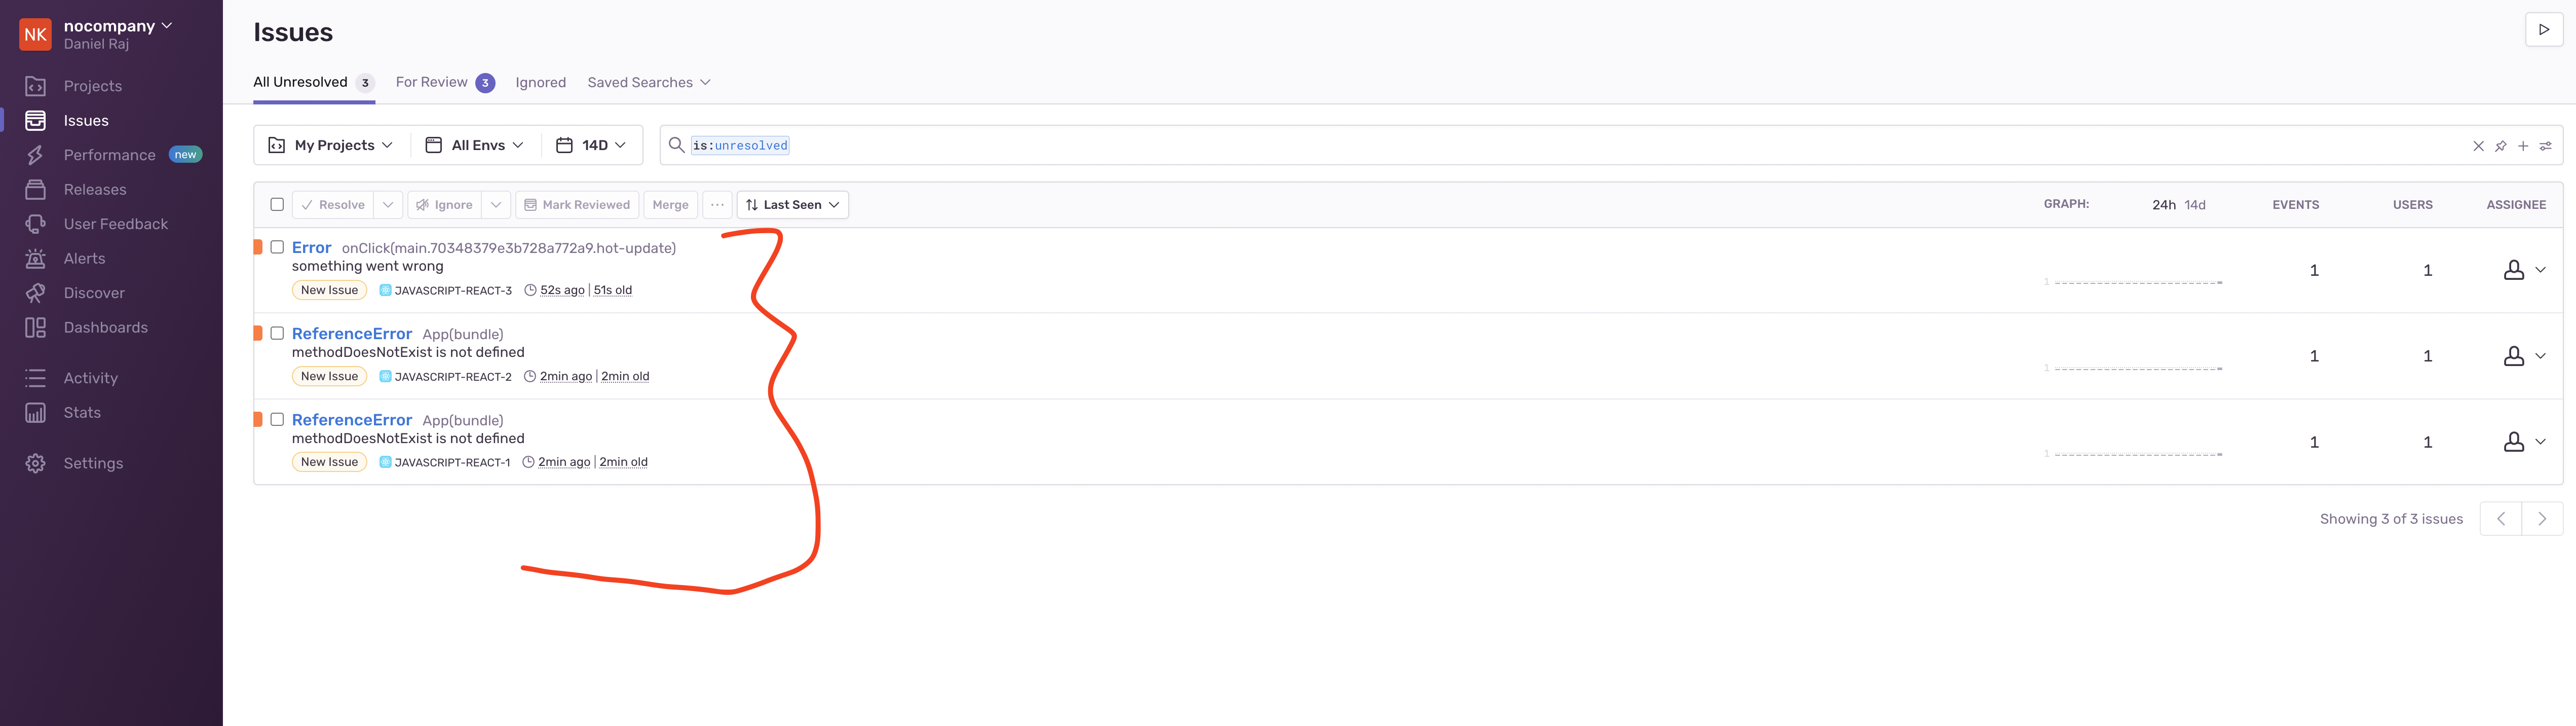 NK
nocompany
Daniel Raj
Projects
Issues
Performance new
Releases
User Feedback
Alerts
Discover
Dashboards
Activity
Stats
Settings
Issues
All Unresolved 3 For Review 3 Ignored Saved Searches
My Projects All Envs 14D is:unresolved
Resolve Ignore Mark Reviewed Merge ... Last Seen GRAPH: 24h 14d EVENTS USERS ASSIGNEE
Error onClick(main.70348379e3b728a772a9.hot-update)
something went wrong
New Issue JAVASCRIPT-REACT-3 52s ago | 51s old
1 1 1
ReferenceError App(bundle)
methodDoesNotExist is not defined
New Issue JAVASCRIPT-REACT-2 2min ago | 2min old
1 1 1
ReferenceError App(bundle)
methodDoesNotExist is not defined
New Issue JAVASCRIPT-REACT-1 2min ago | 2min old
1 1 1
Showing 3 of 3 issues